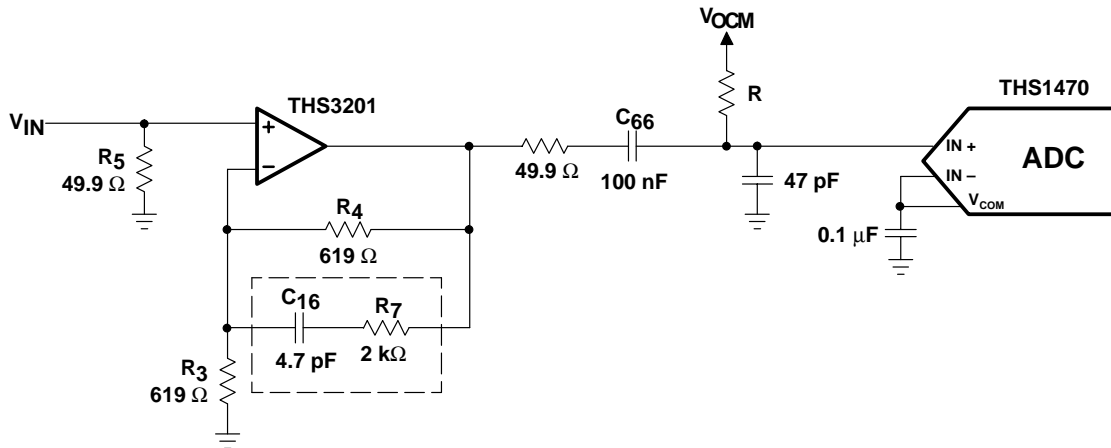 VOCM
R
THS1470
THS3201
VIN
+
−
R5
49.9 Ω
C66
49.9 Ω
100 nF
47 pF
IN +
IN −
VCOM
ADC
R4
619 Ω
0.1 μF
C16
R7
4.7 pF
2 kΩ
R3
619 Ω